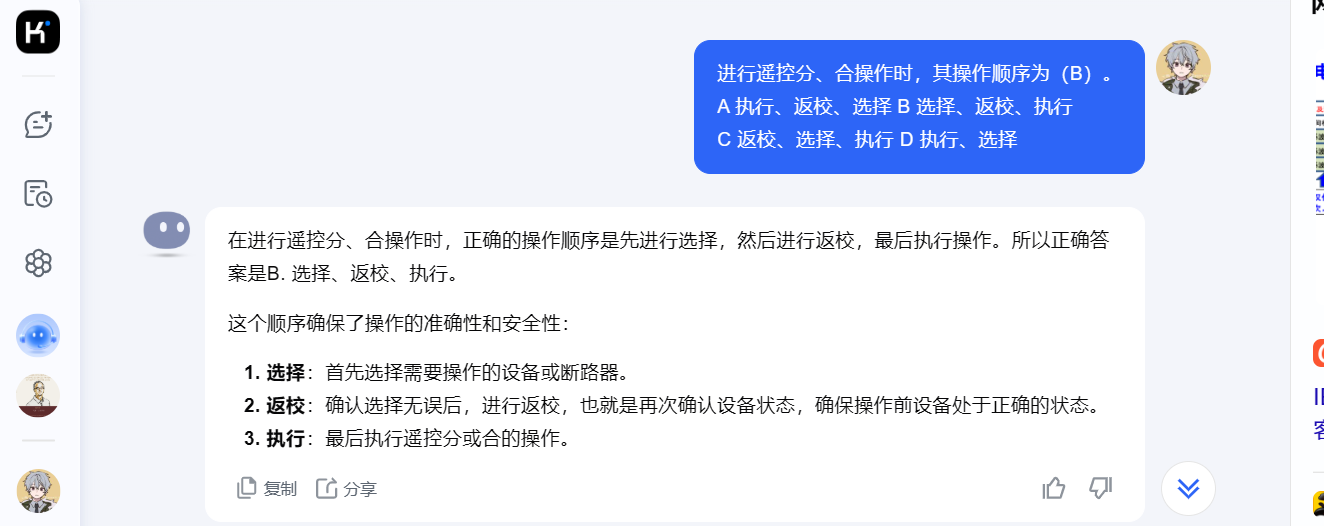 进行遥控分、合操作时，其操作顺序为（B）。
A 执行、返校、选择 B 选择、返校、执行
C 返校、选择、执行 D 执行、选择
在进行遥控分、合操作时，正确的操作顺序是先进行选择，然后进行返校，最后执行操作。所以正确答
案是B. 选择、返校、执行。
这个顺序确保了操作的准确性和安全性：
1. 选择：首先选择需要操作的设备或断路器。
2. 返校：确认选择无误后，进行返校，也就是再次确认设备状态，确保操作前设备处于正确的状态。
3. 执行：最后执行遥控分或合的操作。
复制 分享